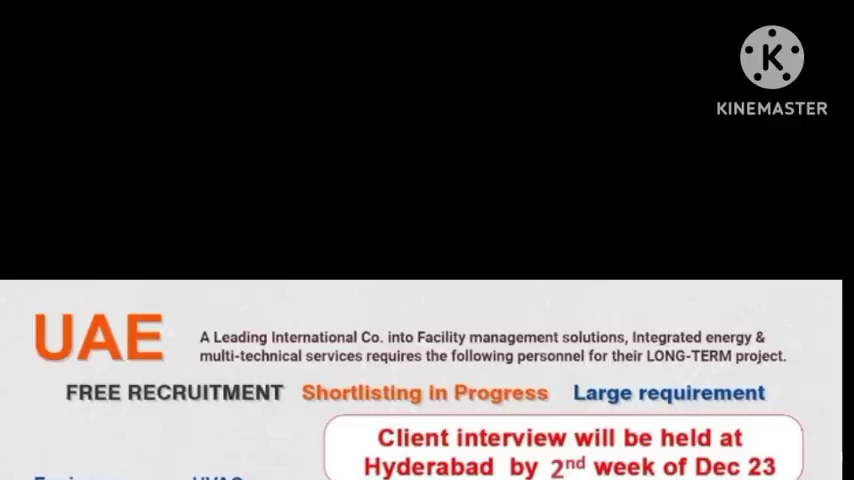 K
KINEMASTER
UAE
A Leading International Co. into Facility management solutions, Integrated energy &
multi-technical services requires the following personnel for their LONG-TERM project.
FREE RECRUITMENT Shortlisting in Progress Large requirement
Client interview will be held at
Hyderabad by 2nd week of Dec 23